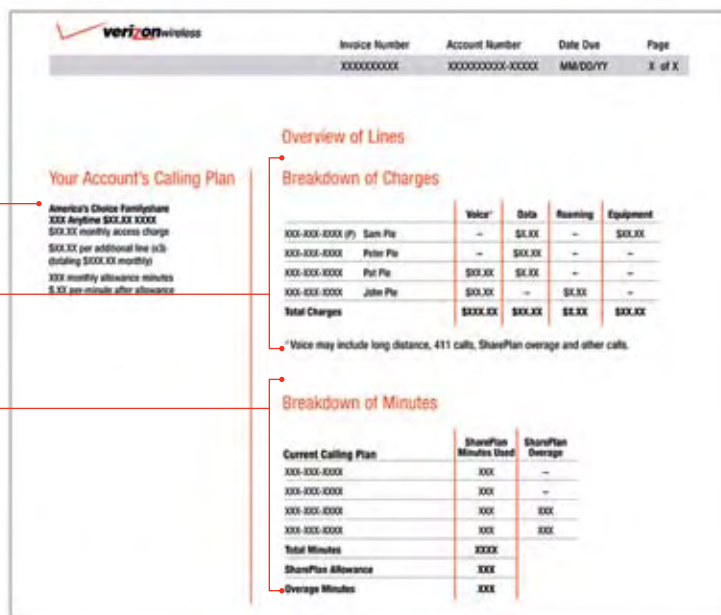 verizonwireless
Invoice Number Account Number Date Due Page
XXXXXXXXXX XXXXXXXXXX-XXXXX MM/DD/YY X of X
Overview of Lines
Your Account's Calling Plan
America's Choice Familyshare
XXX Anytime $XX.XX XXXX
$XX.XX monthly access charge
$XX.XX per additional line (x3)
(totaling $XXX.XX monthly)
XXX monthly allowance minutes
$.XX per-minute after allowance
Breakdown of Charges
Voice* Data Roaming Equipment
XXX-XXX-XXXX (P) Sam Ple – $X.XX – $XX.XX
XXX-XXX-XXXX Peter Ple – $XX.XX – –
XXX-XXX-XXXX Pat Ple $XX.XX $X.XX – –
XXX-XXX-XXXX John Ple $XX.XX – $X.XX –
Total Charges $XXX.XX $XX.XX $X.XX $XX.XX
*Voice may include long distance, 411 calls, SharePlan overage and other calls.
Breakdown of Minutes
Current Calling Plan SharePlan Minutes Used SharePlan Overage
XXX-XXX-XXXX XXX –
XXX-XXX-XXXX XXX –
XXX-XXX-XXXX XXX XXX
XXX-XXX-XXXX XXX XXX
Total Minutes XXXX
SharePlan Allowance XXX
Overage Minutes XXX